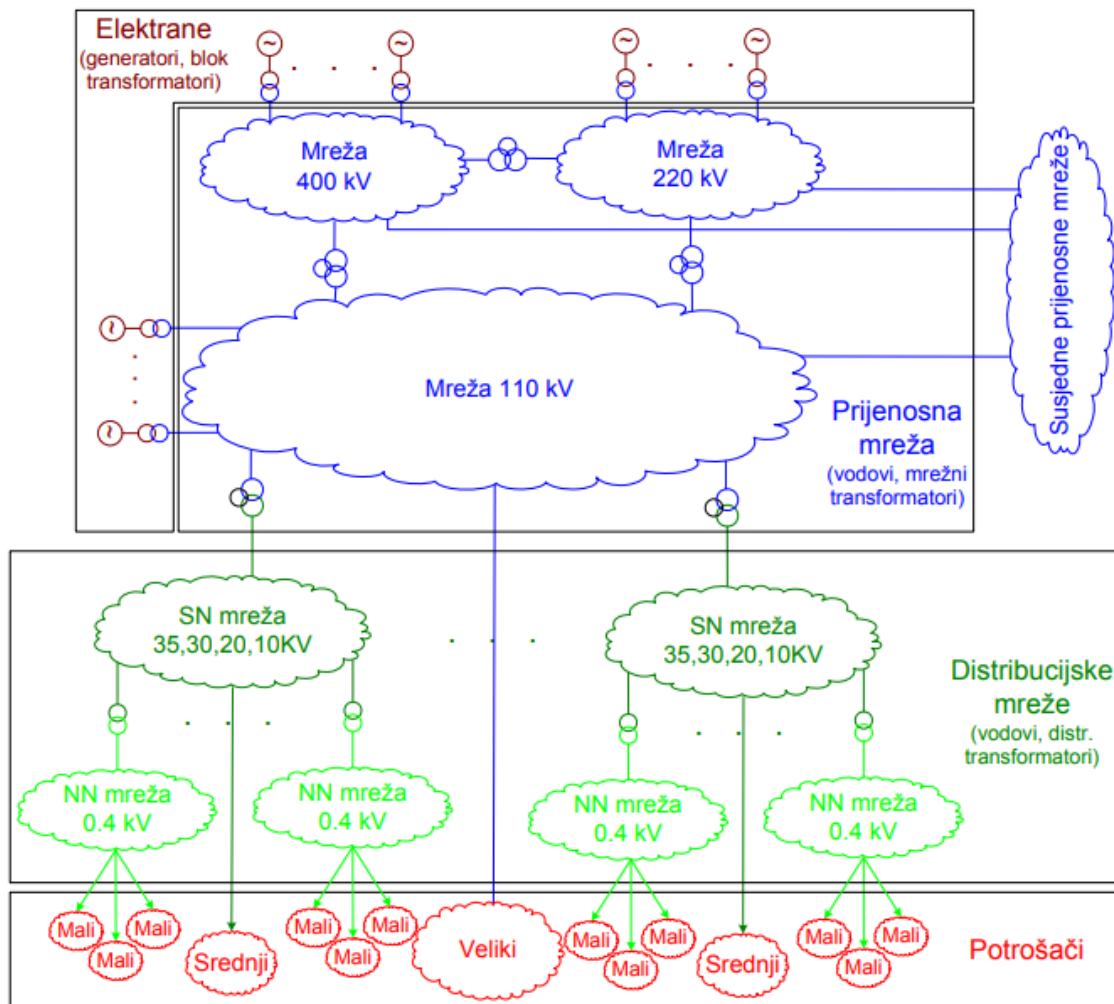 Elektrane
(generatori, blok
transformatori)
~
~
~
~
Mreža
400 kV
Mreža
220 kV
Susjedne prijenosne mreže
~
~
Mreža 110 kV
Prijenosna
mreža
(vodovi, mrežni
transformatori)
SN mreža
35,30,20,10KV
SN mreža
35,30,20,10KV
Distribucijske
mreže
(vodovi, distr.
transformatori)
NN mreža
0.4 kV
NN mreža
0.4 kV
NN mreža
0.4 kV
NN mreža
0.4 kV
Mali
Mali
Mali
Srednji
Mali
Mali
Mali
Veliki
Mali
Mali
Mali
Srednji
Mali
Mali
Mali
Potrošači